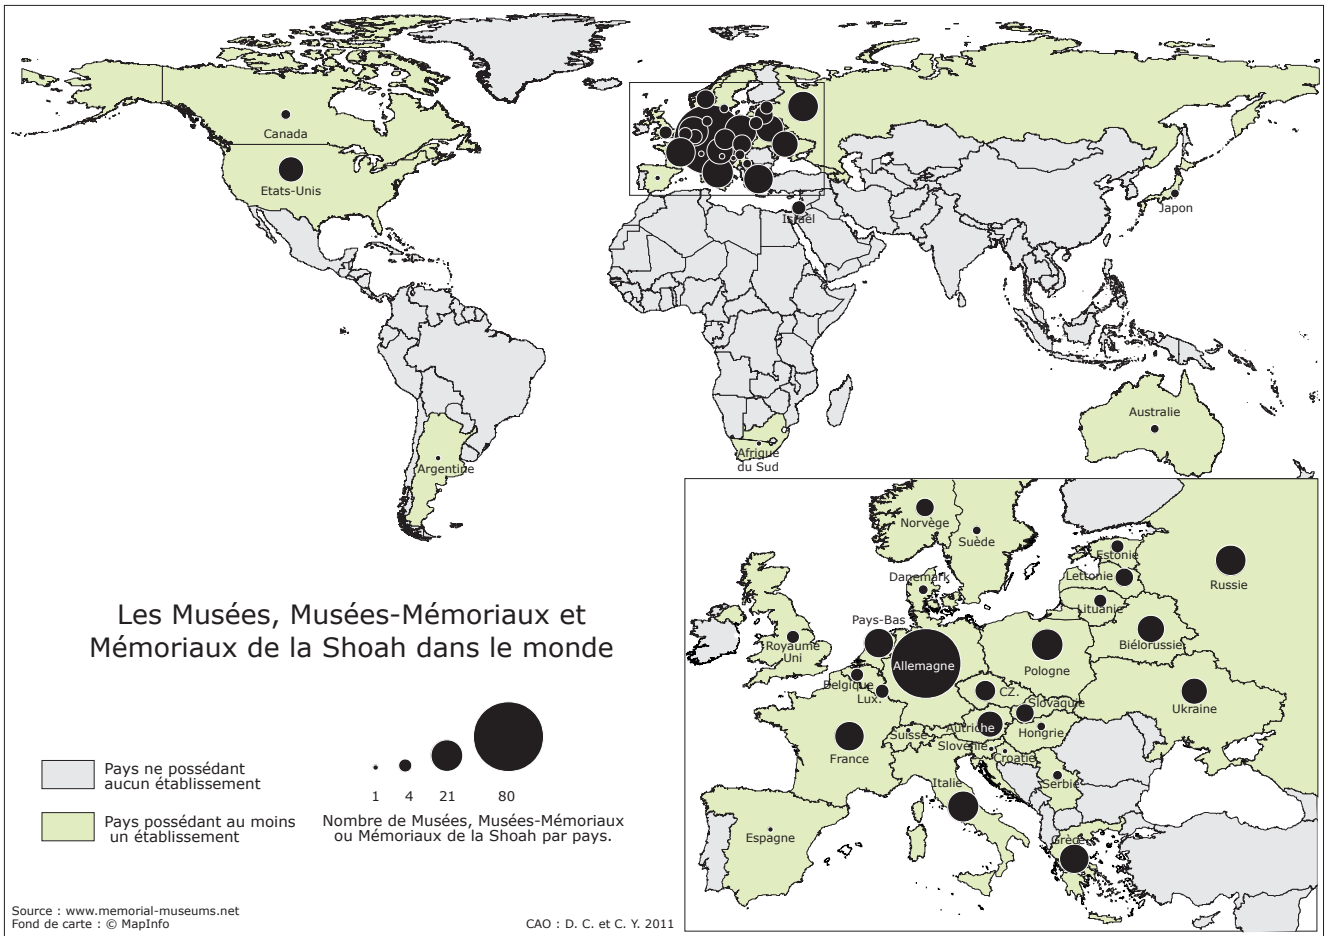 Canada
Etats-Unis
Argentine
Israël
Japon
Australie
Afrique
du Sud
Les Musées, Musées-Mémoriaux et
Mémoriaux de la Shoah dans le monde
Pays ne possédant
aucun établissement
Pays possédant au moins
un établissement
1 4 21 80
Nombre de Musées, Musées-Mémoriaux
ou Mémoriaux de la Shoah par pays.
Source : www.memorial-museums.net
Fond de carte : © MapInfo
CAO : D. C. et C. Y. 2011
Norvège
Suède
Estonie
Russie
Danemark
Lettonie
Lituanie
Pays-Bas
Royaume
Uni
Biélorussie
Allemagne
Pologne
Belgique
Lux.
CZ.
Slovaquie
Ukraine
Autriche
Suisse
Hongrie
France
Slovénie
Croatie
Italie
Serbie
Espagne
Grèce